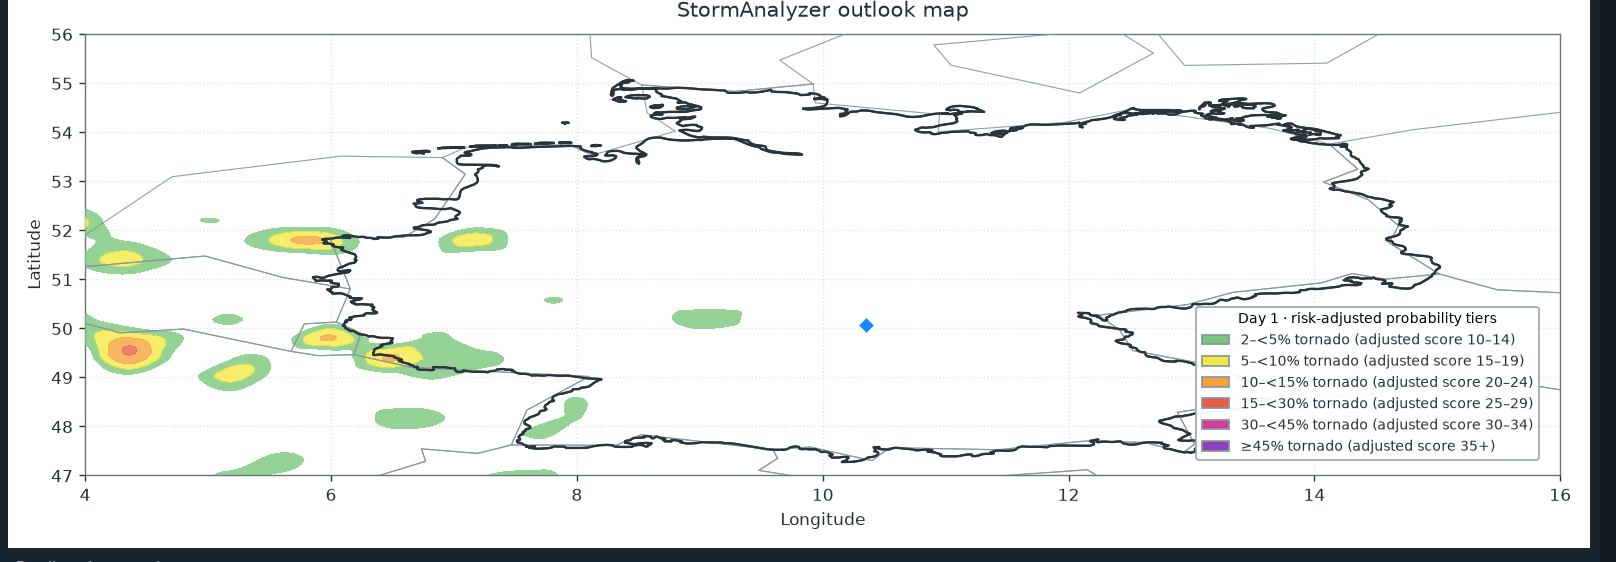 StormAnalyzer outlook map
56
55
54
53
52
51
50
49
48
47
Latitude
4
6
8
10
12
14
16
Longitude
Day 1 · risk-adjusted probability tiers
2–<5% tornado (adjusted score 10–14)
5–<10% tornado (adjusted score 15–19)
10–<15% tornado (adjusted score 20–24)
15–<30% tornado (adjusted score 25–29)
30–<45% tornado (adjusted score 30–34)
≥45% tornado (adjusted score 35+)